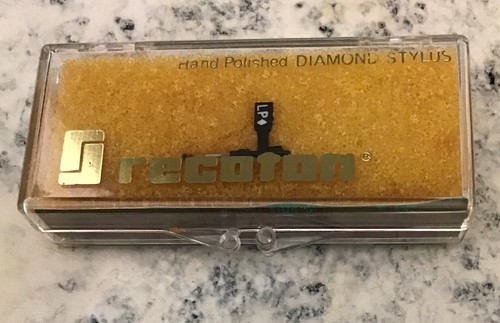 Hand Polished DIAMOND STYLUS
LP♦
recoton®